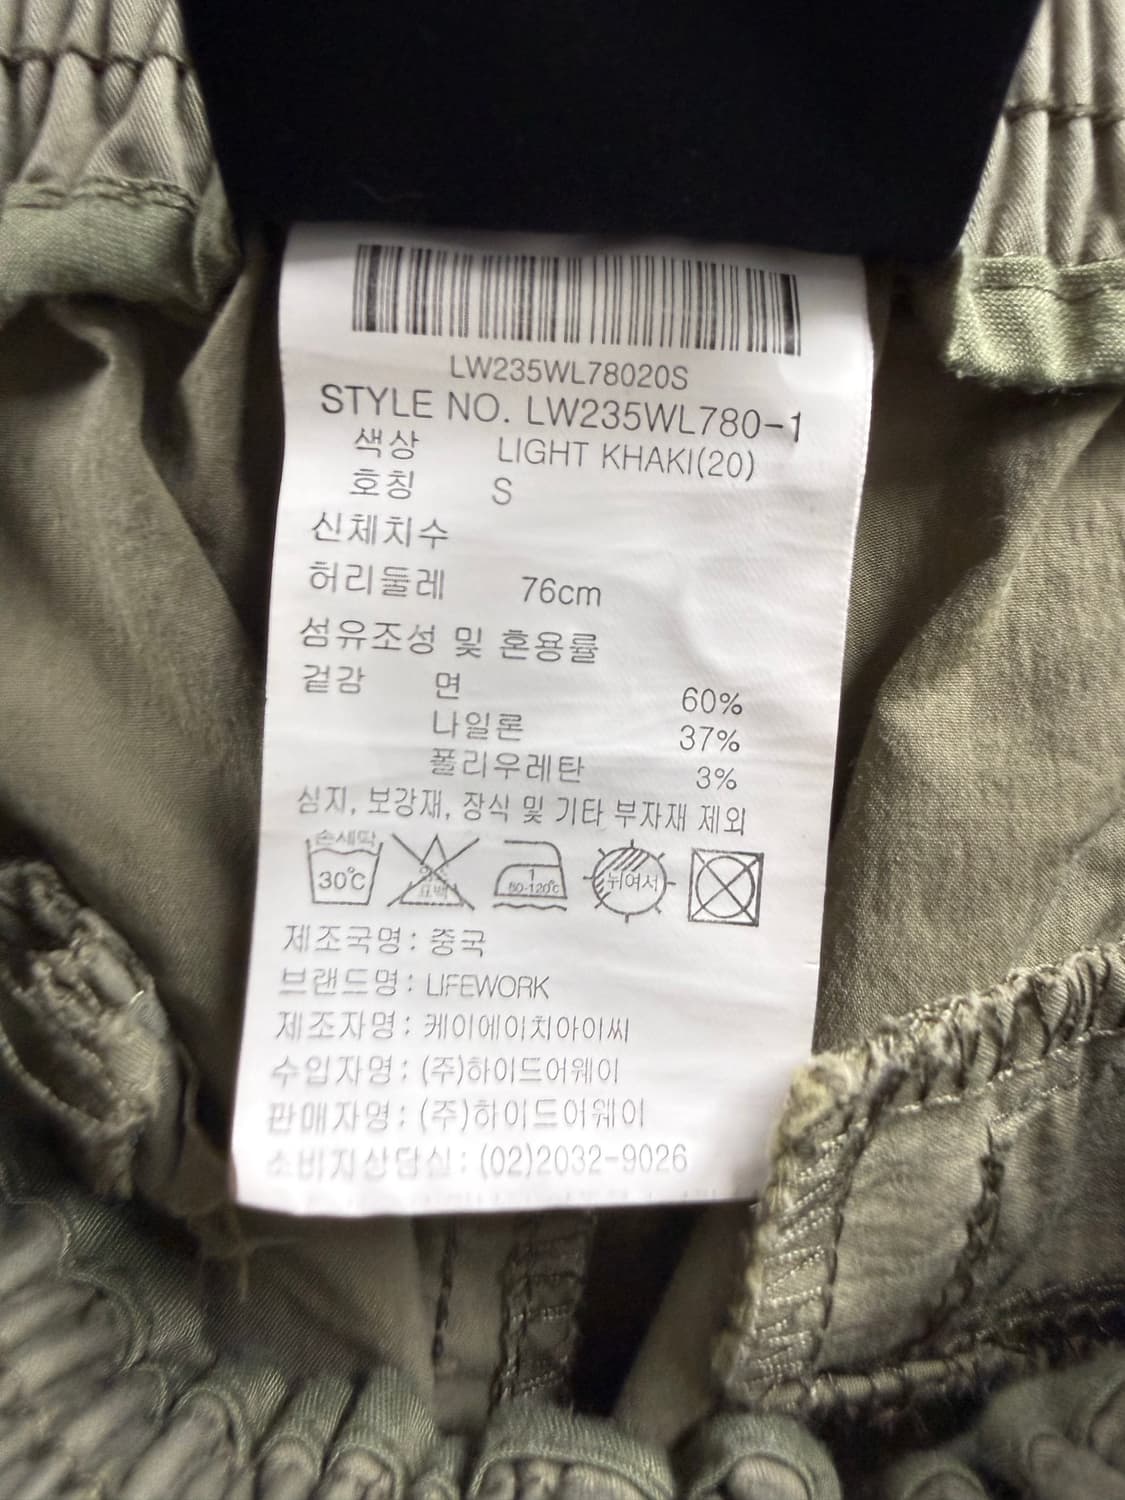 LW235WL78020S
STYLE NO. LW235WL780-1
색상 LIGHT KHAKI(20)
호칭 S
신체치수
허리둘레 76cm
섬유조성 및 혼용률
겉감 면 60%
나일론 37%
폴리우레탄 3%
심지, 보강재, 장식 및 기타 부자재 제외
손세탁 30℃ 표백 1 80-120℃ 뉘여서
제조국명: 중국
브랜드명: LIFEWORK
제조자명: 케이에이치아이씨
수입자명: (주)하이드어웨이
판매자명: (주)하이드어웨이
소비자상담실: (02)2032-9026